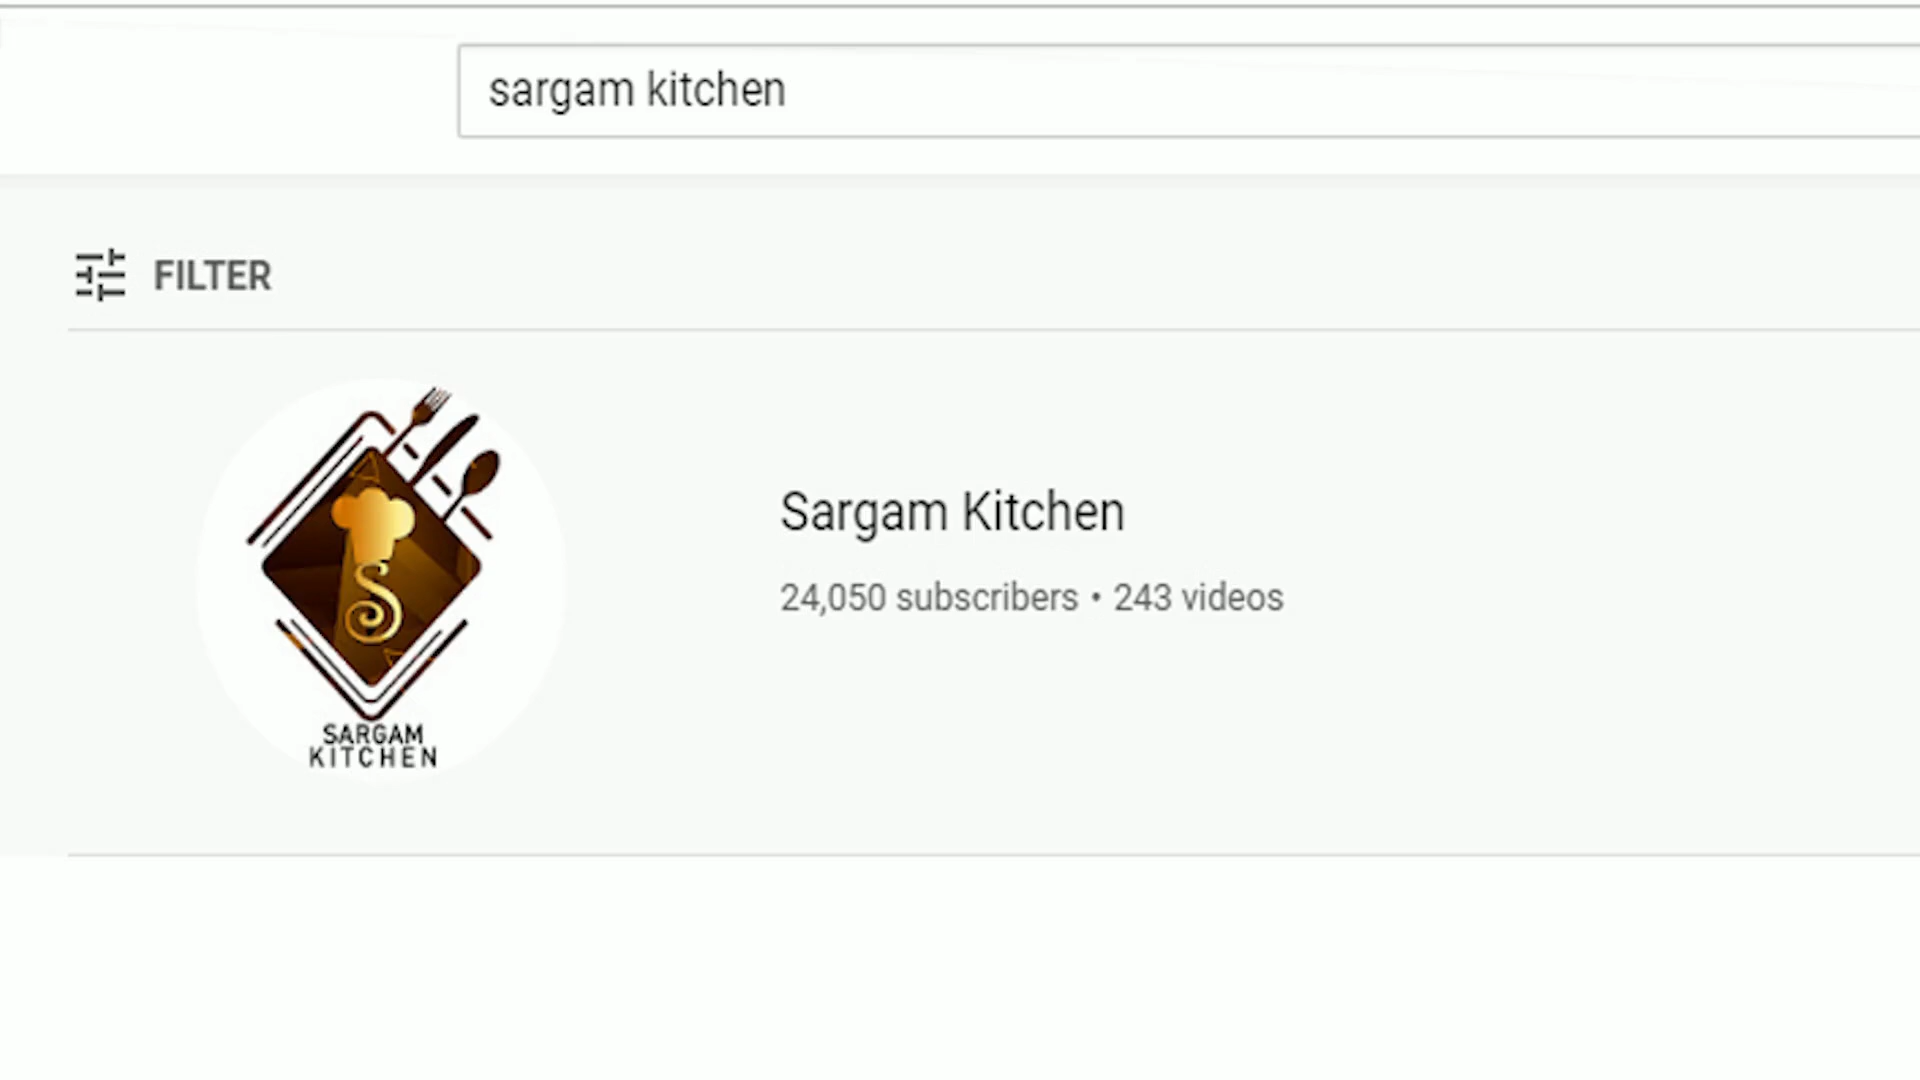 sargam kitchen
FILTER
Sargam Kitchen
24,050 subscribers • 243 videos
S
SARGAM
KITCHEN